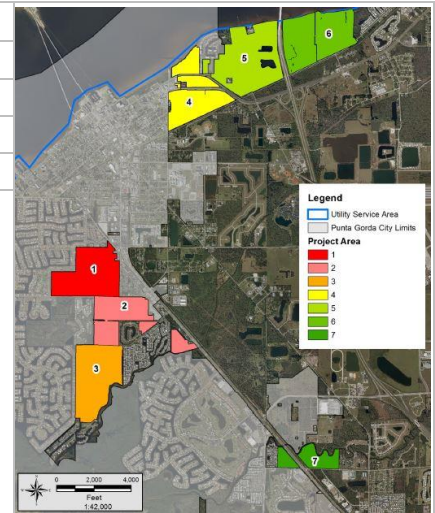 6
5
4
Legend
Utility Service Area
Punta Gorda City Limits
Project Area
1
2
3
4
5
6
7
1
2
3
7
0 2,000 4,000
Feet
1:42,000